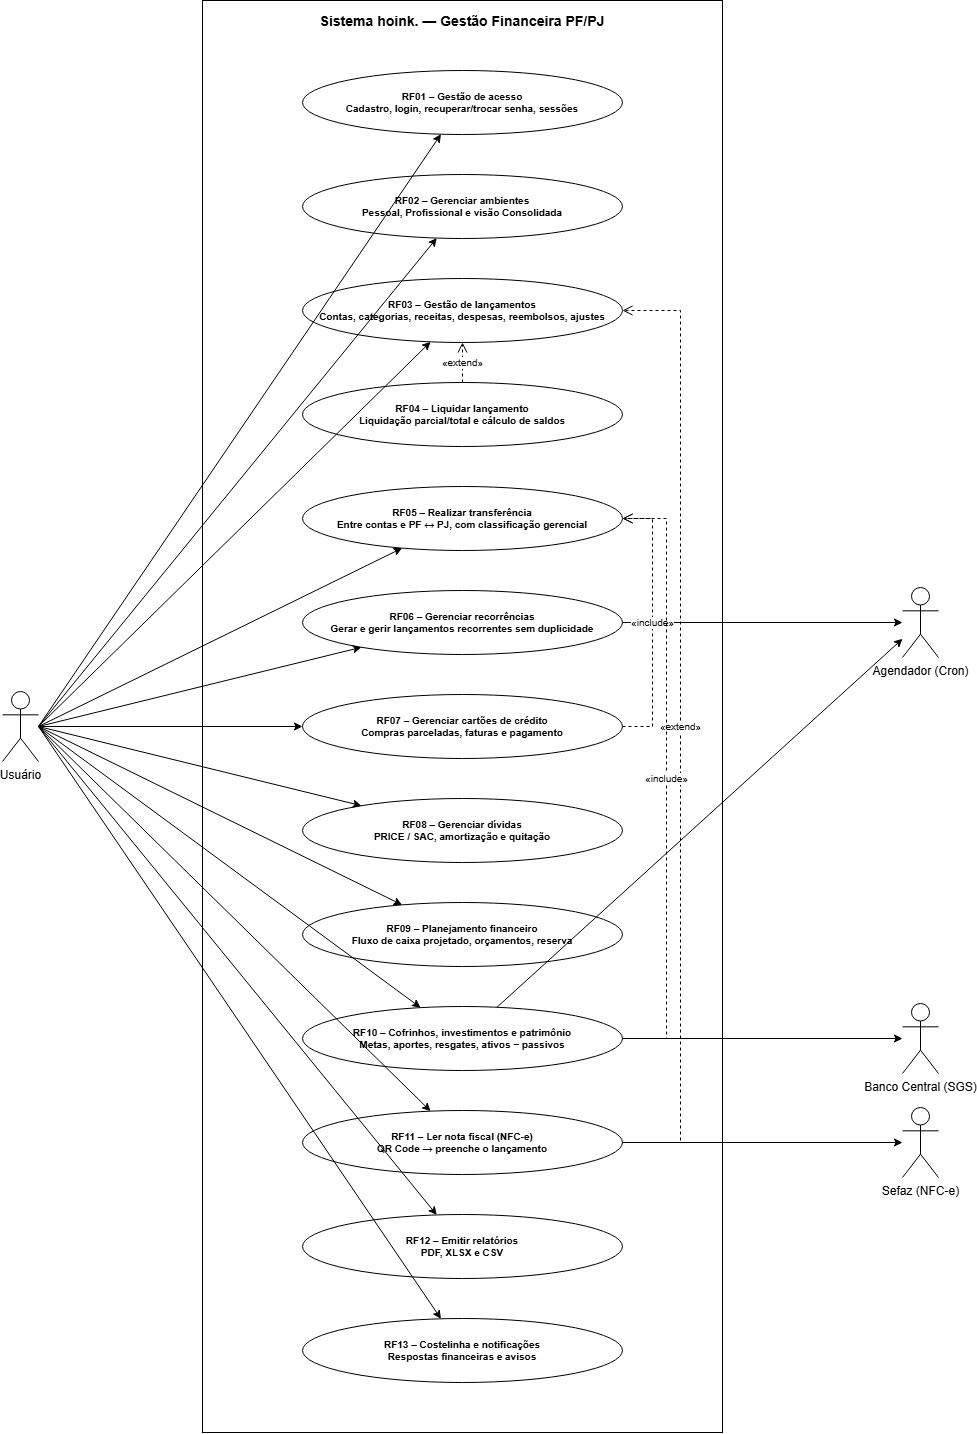 Sistema hoink. — Gestão Financeira PF/PJ
RF01 – Gestão de acesso
Cadastro, login, recuperar/trocar senha, sessões
RF02 – Gerenciar ambientes
Pessoal, Profissional e visão Consolidada
RF03 – Gestão de lançamentos
Contas, categorias, receitas, despesas, reembolsos, ajustes
«extend»
RF04 – Liquidar lançamento
Liquidação parcial/total e cálculo de saldos
RF05 – Realizar transferência
Entre contas e PF ↔ PJ, com classificação gerencial
RF06 – Gerenciar recorrências
Gerar e gerir lançamentos recorrentes sem duplicidade
«include»
Agendador (Cron)
RF07 – Gerenciar cartões de crédito
Compras parceladas, faturas e pagamento
«extend»
Usuário
«include»
RF08 – Gerenciar dívidas
PRICE / SAC, amortização e quitação
RF09 – Planejamento financeiro
Fluxo de caixa projetado, orçamentos, reserva
RF10 – Cofrinhos, investimentos e patrimônio
Metas, aportes, resgates, ativos − passivos
Banco Central (SGS)
RF11 – Ler nota fiscal (NFC-e)
QR Code → preenche o lançamento
Sefaz (NFC-e)
RF12 – Emitir relatórios
PDF, XLSX e CSV
RF13 – Costelinha e notificações
Respostas financeiras e avisos